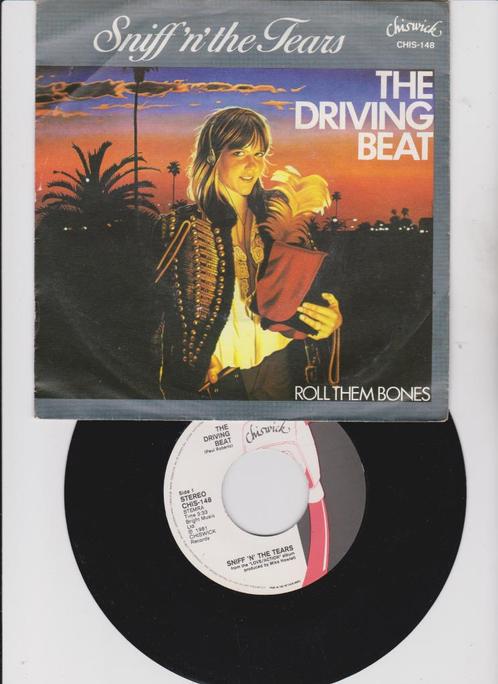 Sniff 'n' the Tears
Chiswick
CHIS-148
THE
DRIVING
BEAT
ROLL THEM BONES
THE
DRIVING
BEAT
(Paul Roberts)
Chiswick
Side 1
STEREO
CHIS-148
STEMRA
Time 5:33
Bright Music
Ltd
℗ 1981
CHISWICK
Records
SNIFF 'N' THE TEARS
from the "LOVE/ACTION" album
produced by Mike Howlett